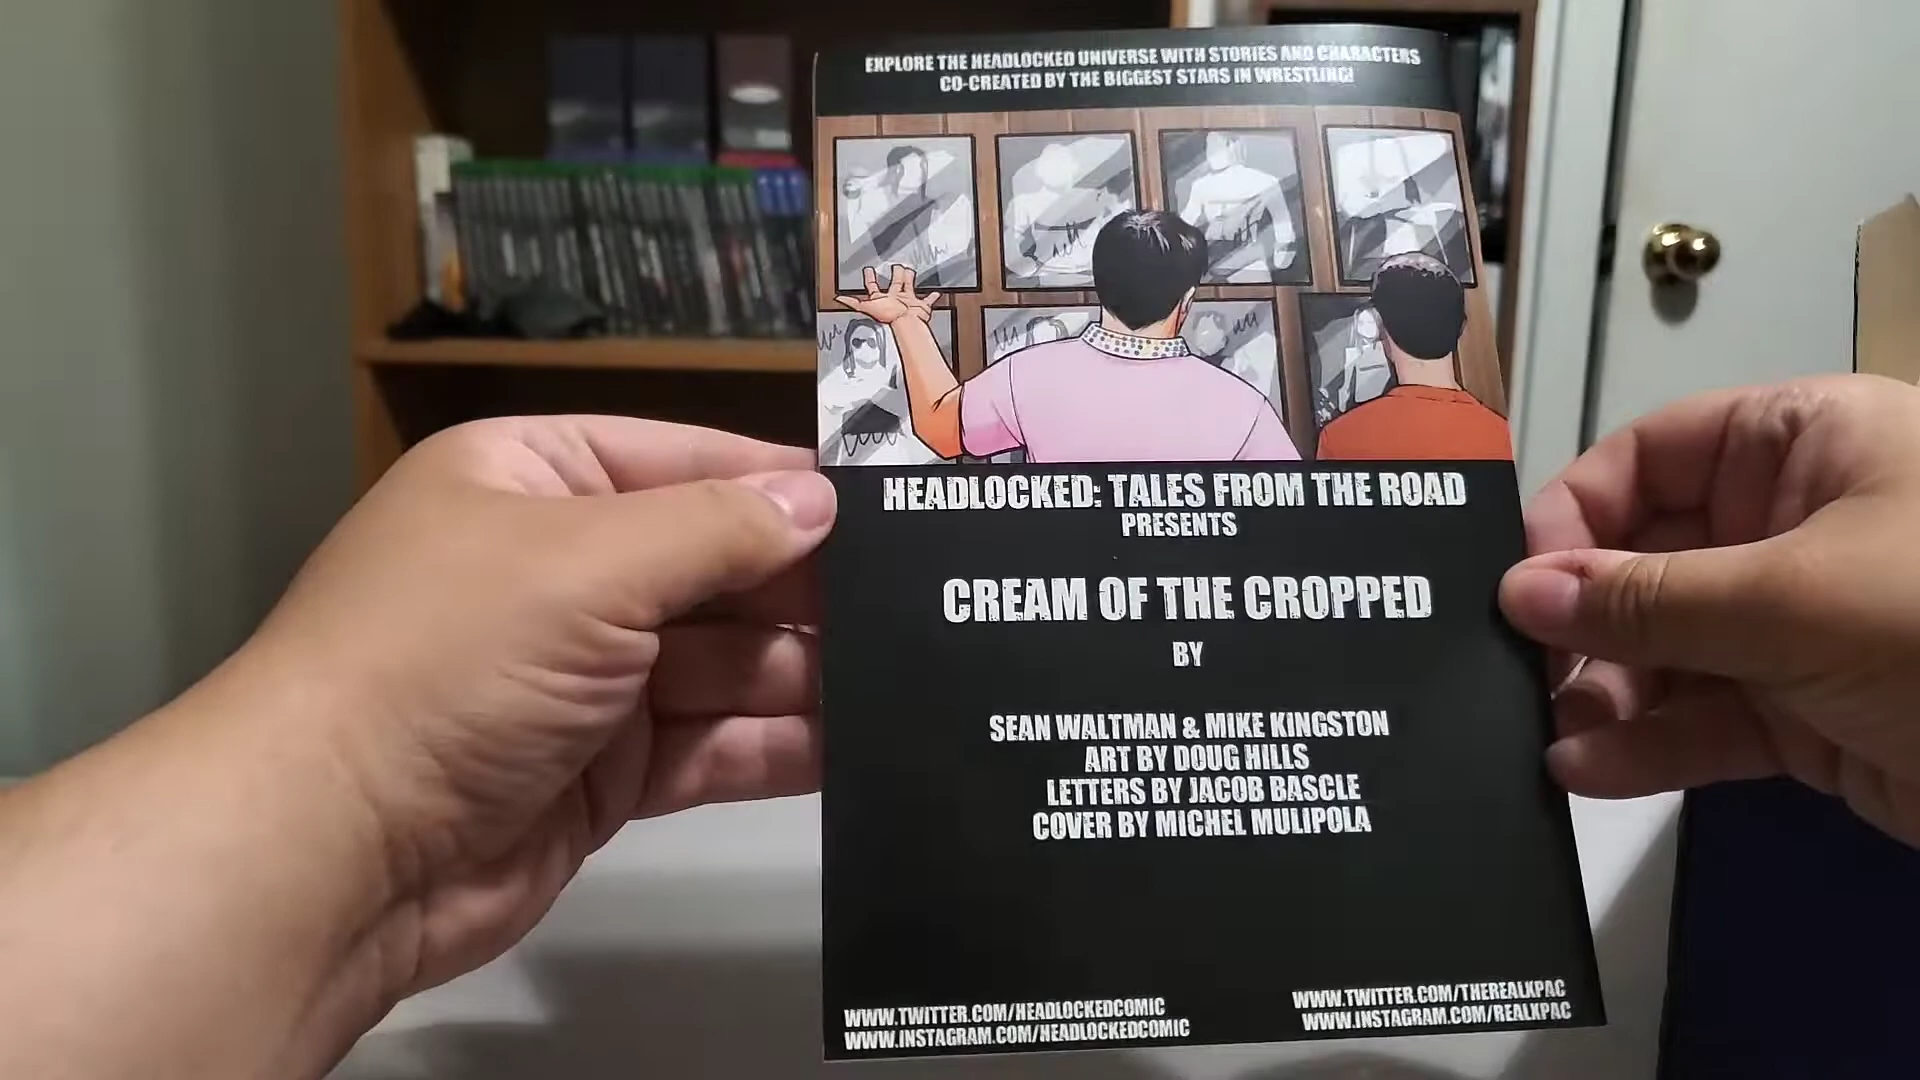 EXPLORE THE HEADLOCKED UNIVERSE WITH STORIES AND CHARACTERS
CO-CREATED BY THE BIGGEST STARS IN WRESTLING!
HEADLOCKED: TALES FROM THE ROAD
PRESENTS
CREAM OF THE CROPPED
BY
SEAN WALTMAN & MIKE KINGSTON
ART BY DOUG HILLS
LETTERS BY JACOB BASCLE
COVER BY MICHEL MULIPOLA
WWW.TWITTER.COM/HEADLOCKEDCOMIC
WWW.INSTAGRAM.COM/HEADLOCKEDCOMIC
WWW.TWITTER.COM/THEREALXPAC
WWW.INSTAGRAM.COM/REALXPAC